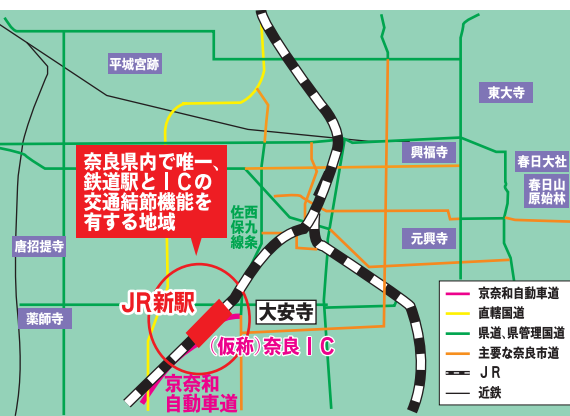 平城宮跡
東大寺
奈良県内で唯一、
鉄道駅とＩＣの
交通結節機能を
有する地域
興福寺
春日大社
春日山
原始林
西九条
佐保線
唐招提寺
元興寺
JR新駅
薬師寺
大安寺
(仮称)奈良ＩＣ
京奈和
自動車道
京奈和自動車道
直轄国道
県道、県管理国道
主要な奈良市道
ＪＲ
近鉄